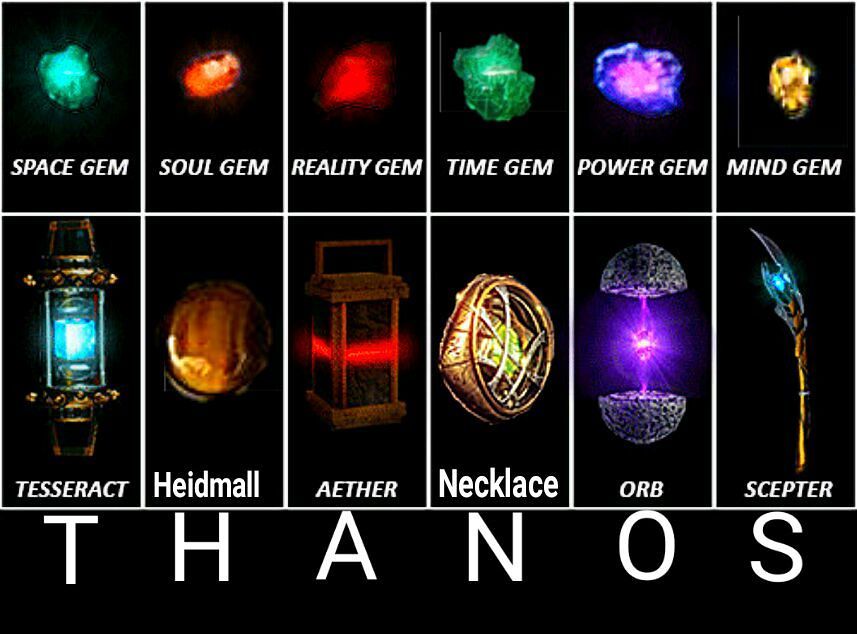 SPACE GEM SOUL GEM REALITY GEM TIME GEM POWER GEM MIND GEM
TESSERACT Heidmall AETHER Necklace ORB SCEPTER
T H A N O S